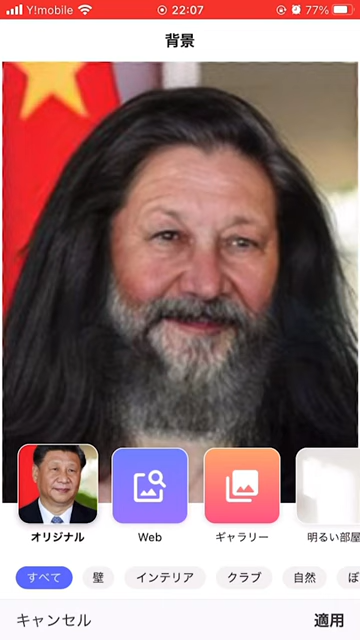 Y!mobile 22:07 77%
背景
オリジナル Web ギャラリー 明るい部屋
すべて 壁 インテリア クラブ 自然 ぼ
キャンセル 適用